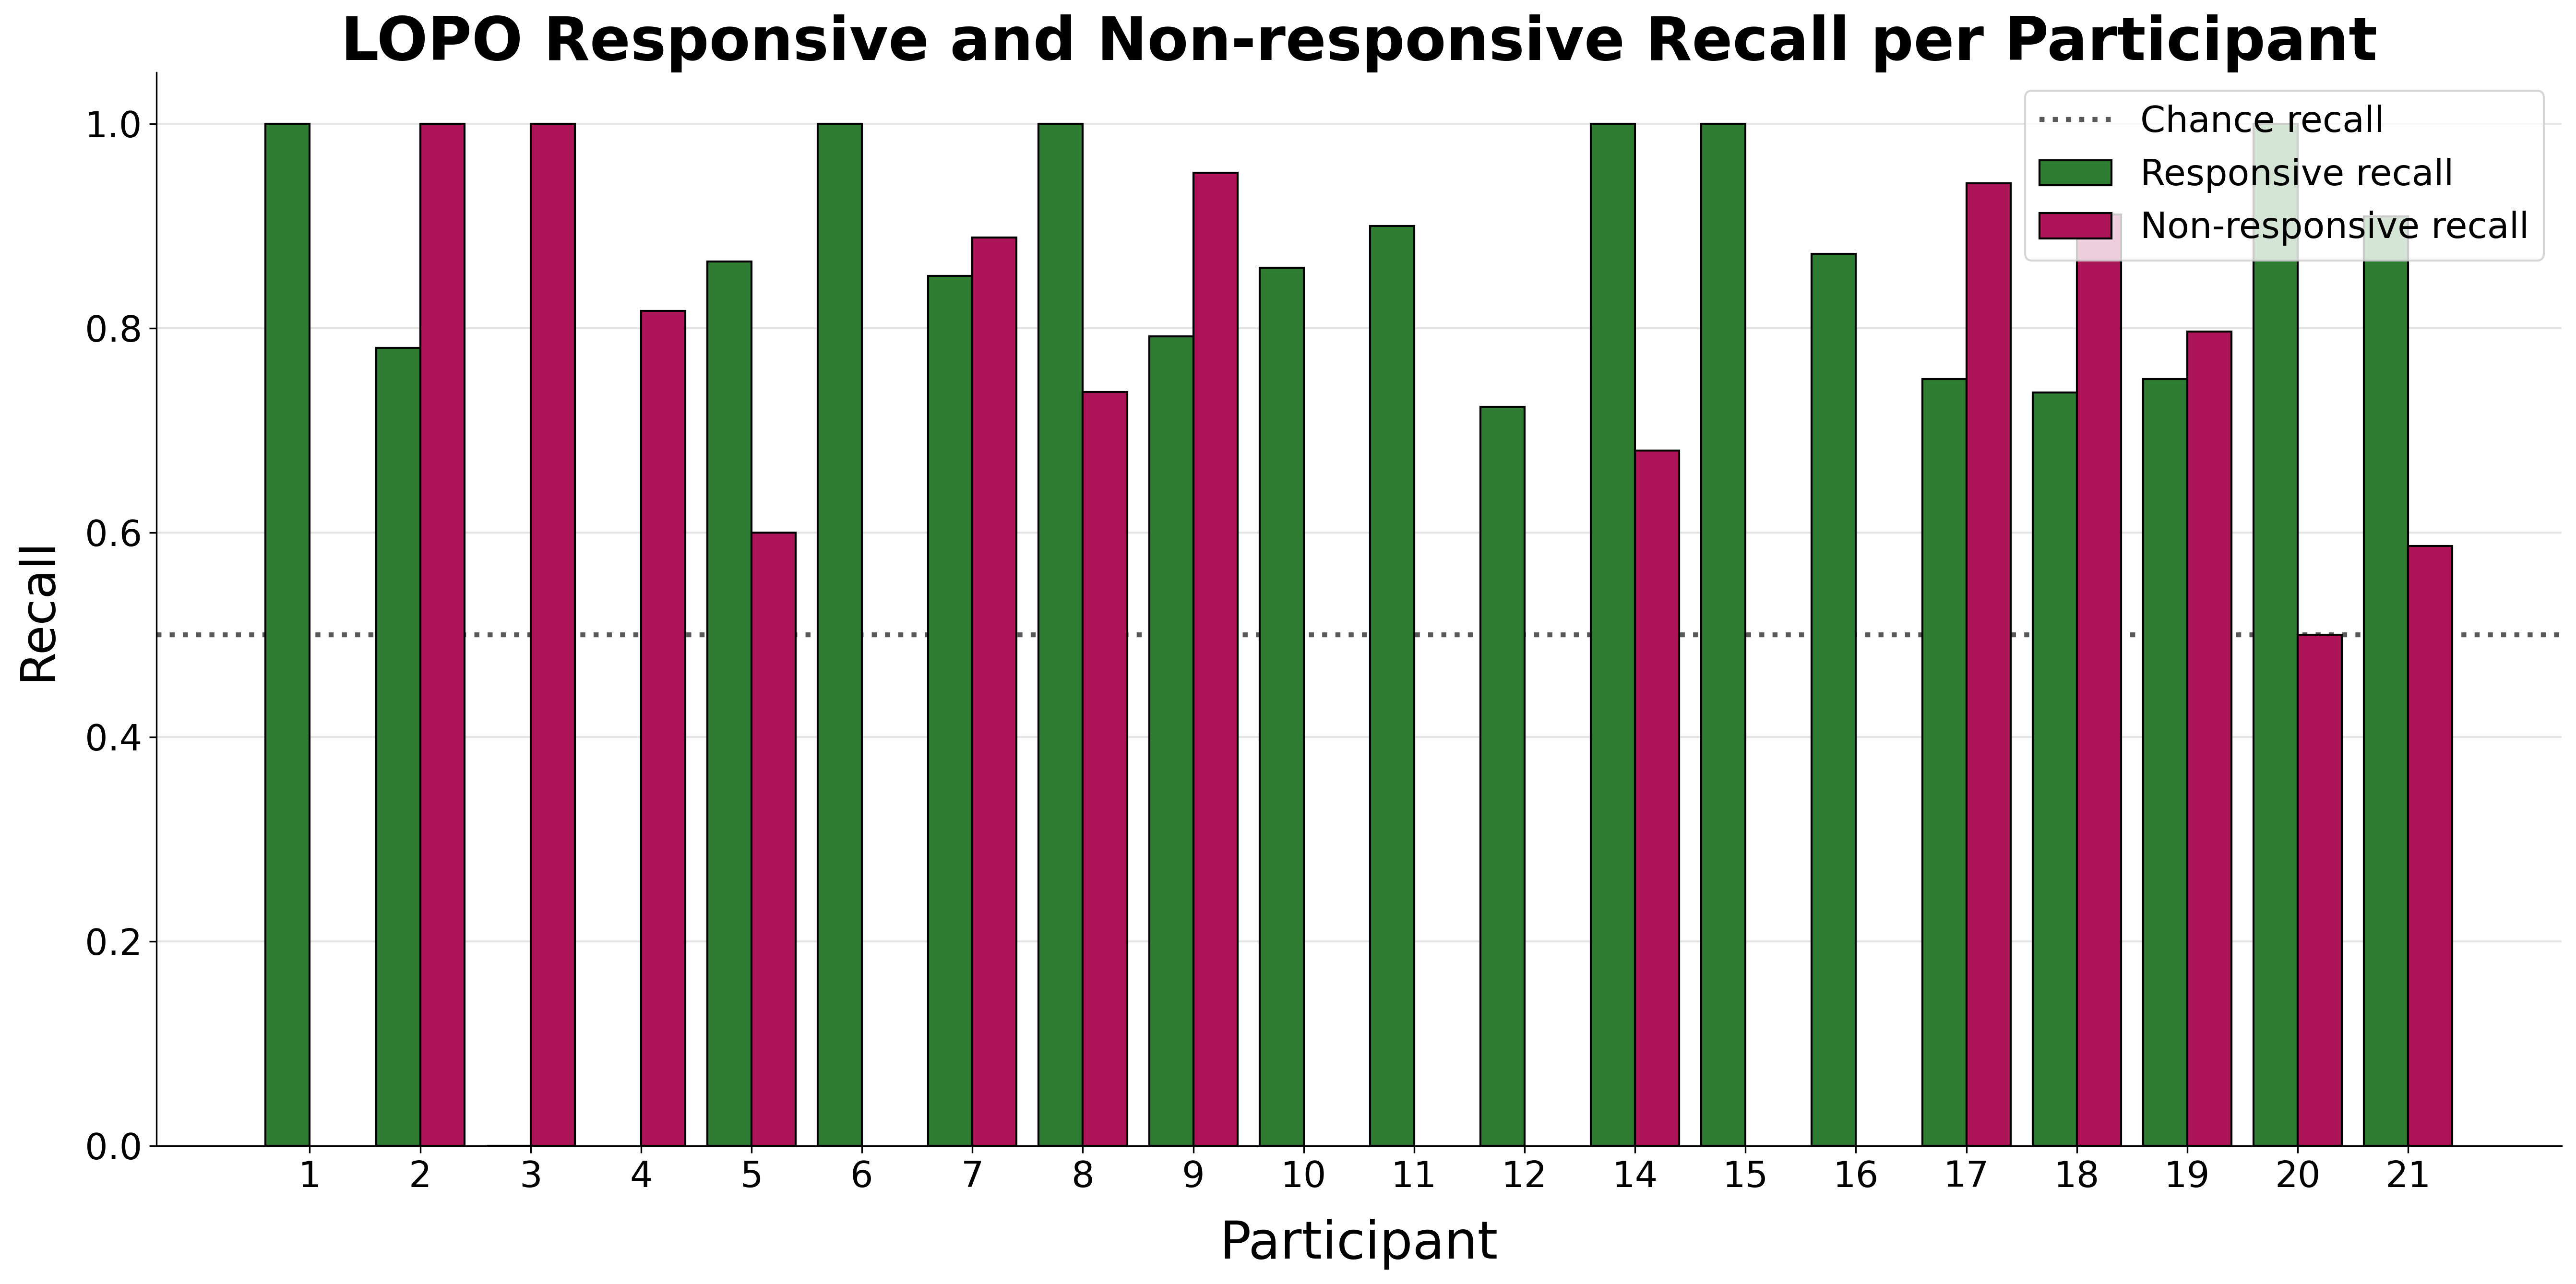 LOPO Responsive and Non-responsive Recall per Participant
Chance recall
Responsive recall
Non-responsive recall
Recall
1.0
0.8
0.6
0.4
0.2
0.0
1 2 3 4 5 6 7 8 9 10 11 12 14 15 16 17 18 19 20 21
Participant